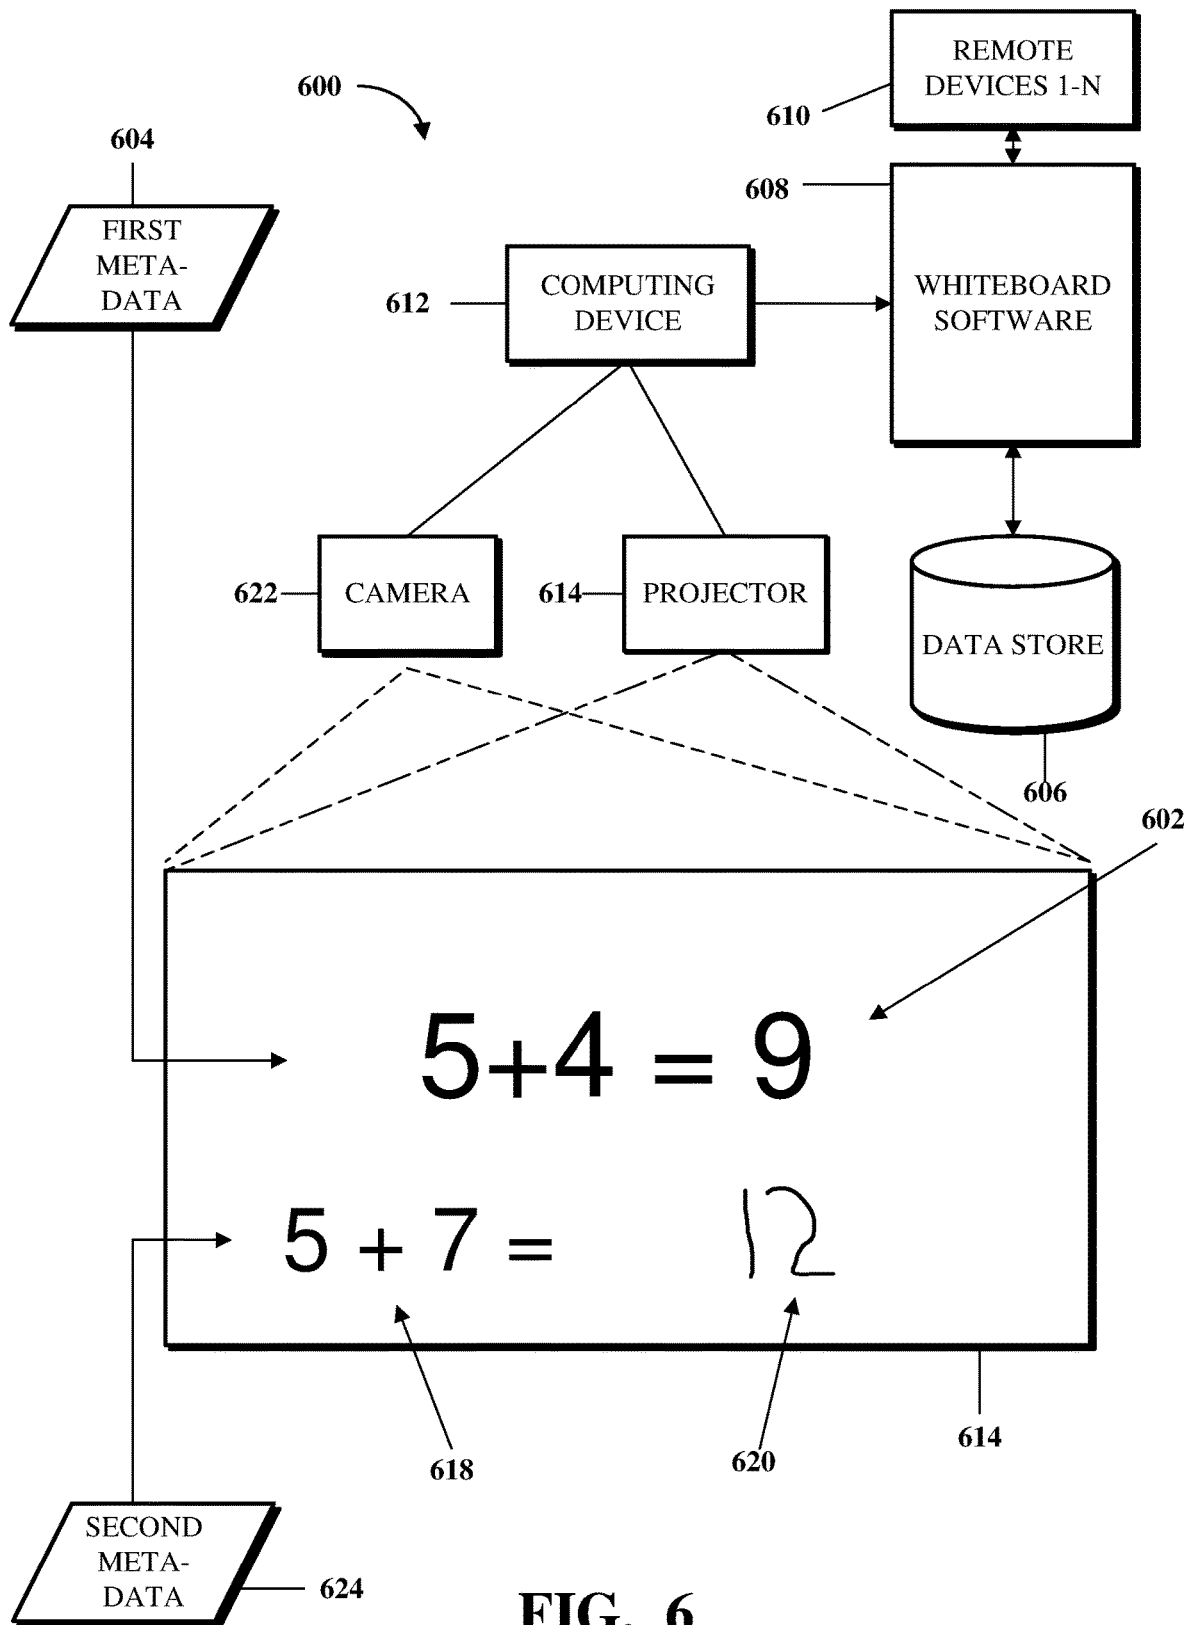 REMOTE
DEVICES 1-N
600
610
604
608
FIRST
META-
DATA
COMPUTING
DEVICE
612
WHITEBOARD
SOFTWARE
622
CAMERA
614
PROJECTOR
DATA STORE
606
602
5+4 = 9
5 + 7 =
12
614
618
620
SECOND
META-
DATA
624
FIG. 6